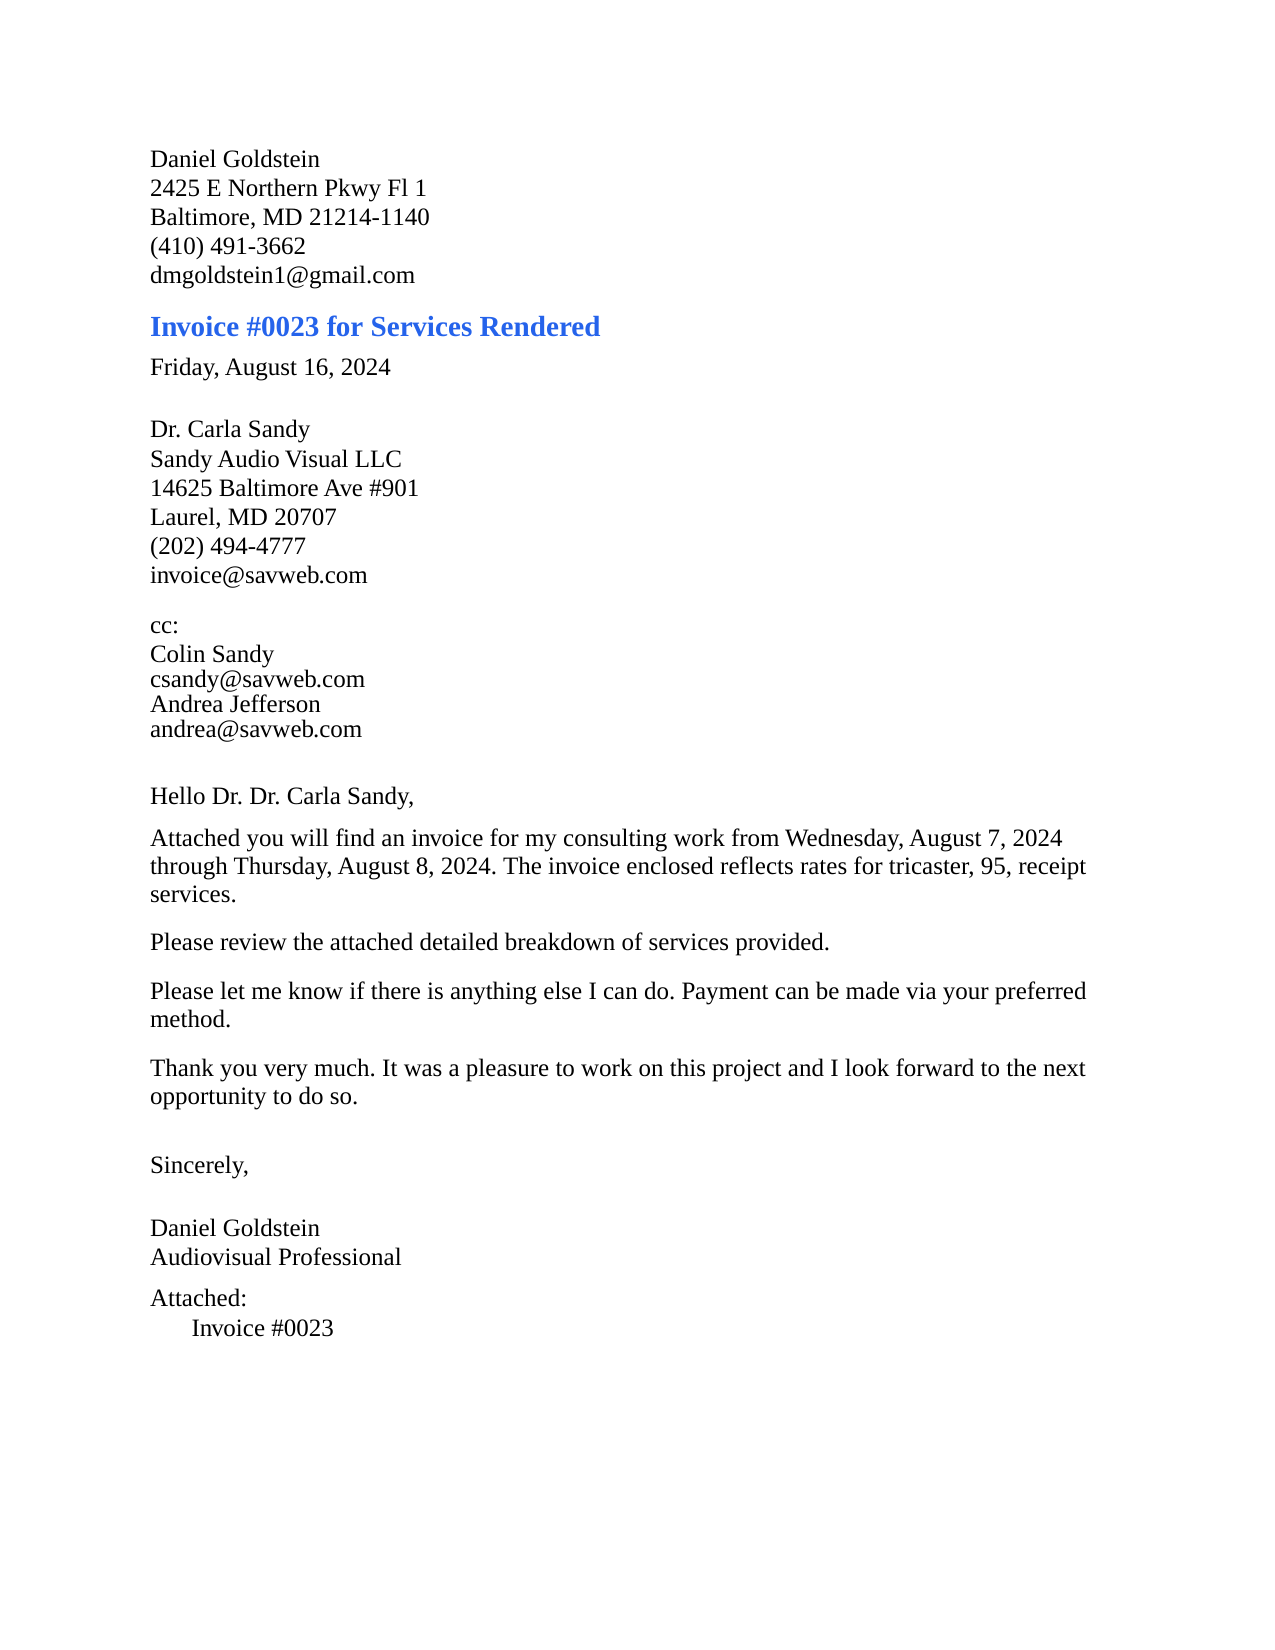 Daniel Goldstein
2425 E Northern Pkwy Fl 1
Baltimore, MD 21214-1140
(410) 491-3662
dmgoldstein1@gmail.com
Invoice #0023 for Services Rendered
Friday, August 16, 2024
Dr. Carla Sandy
Sandy Audio Visual LLC
14625 Baltimore Ave #901
Laurel, MD 20707
(202) 494-4777
invoice@savweb.com
cc:
Colin Sandy
csandy@savweb.com
Andrea Jefferson
andrea@savweb.com
Hello Dr. Dr. Carla Sandy,
Attached you will find an invoice for my consulting work from Wednesday, August 7, 2024
through Thursday, August 8, 2024. The invoice enclosed reflects rates for tricaster, 95, receipt
services.
Please review the attached detailed breakdown of services provided.
Please let me know if there is anything else I can do. Payment can be made via your preferred
method.
Thank you very much. It was a pleasure to work on this project and I look forward to the next
opportunity to do so.
Sincerely,
Daniel Goldstein
Audiovisual Professional
Attached:
Invoice #0023